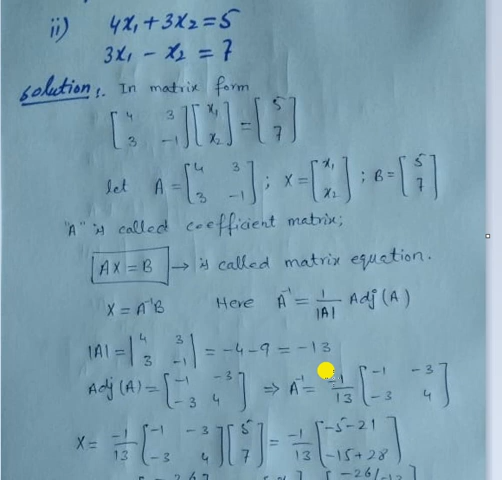 ii) 4x₁ + 3x₂ = 5
3x₁ - x₂ = 7
Solution: In matrix form
[4 3; 3 -1] [x₁; x₂] = [5; 7]
let A = [4 3; 3 -1]; X = [x₁; x₂]; B = [5; 7]
"A" is called coefficient matrix;
AX = B → is called matrix equction.
X = A⁻¹B Here A⁻¹ = 1/|A| Adj (A)
|A| = |4 3; 3 -1| = -4-9 = -13
Adj (A) = [-1 -3; -3 4] ⇒ A⁻¹ = -1/13 [-1 -3; -3 4]
X = -1/13 [-1 -3; -3 4] [5; 7] = -1/13 [-5-21; -15+28]